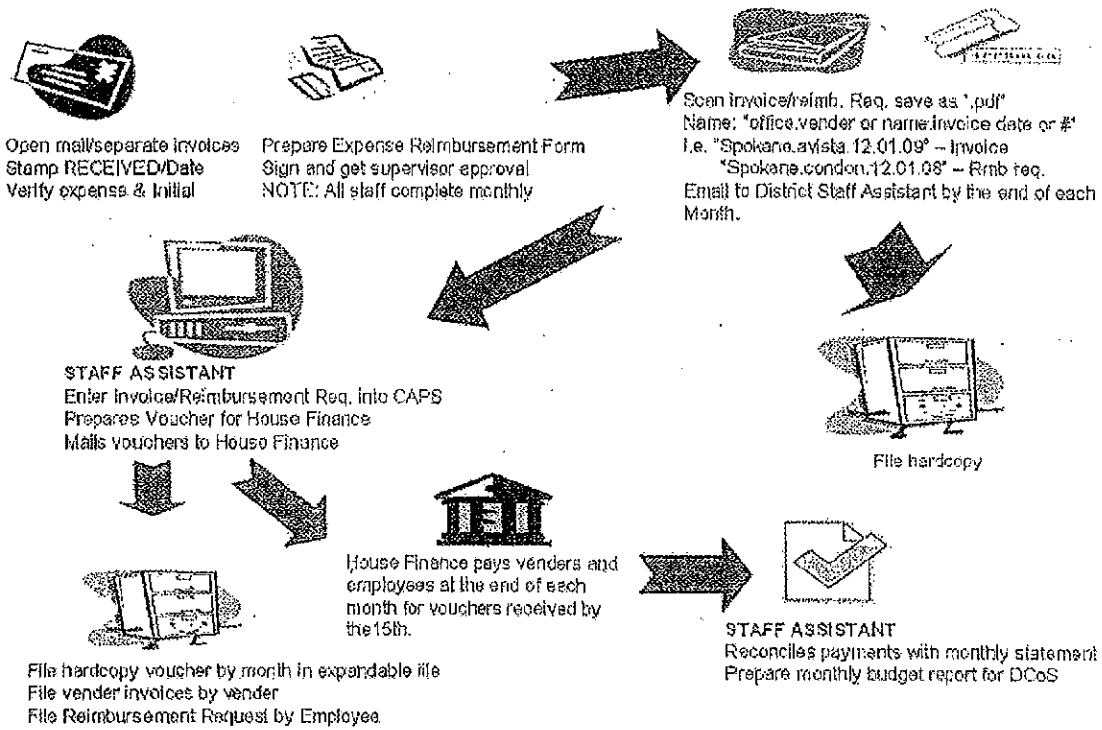 Open mail/separate invoices
Stamp RECEIVED/Date
Verify expense & Initial
Prepare Expense Reimbursement Form
Sign and get supervisor approval
NOTE: All staff complete monthly
Scan invoice/reimb. Req. save as ".pdf"
Name: "office.vender or name.invoice date or #"
i.e. "Spokane.avista.12.01.09" – Invoice
"Spokane.condon.12.01.08" – Rmb req.
Email to District Staff Assistant by the end of each
Month.
STAFF ASSISTANT
Enter Invoice/Reimbursement Req. into CAPS
Prepares Voucher for House Finance
Mails vouchers to House Finance
File hardcopy
House Finance pays venders and
employees at the end of each
month for vouchers received by
the15th.
STAFF ASSISTANT
Reconciles payments with monthly statement
Prepare monthly budget report for DCoS
File hardcopy voucher by month in expandable file
File vender invoices by vender
File Reimbursement Request by Employee